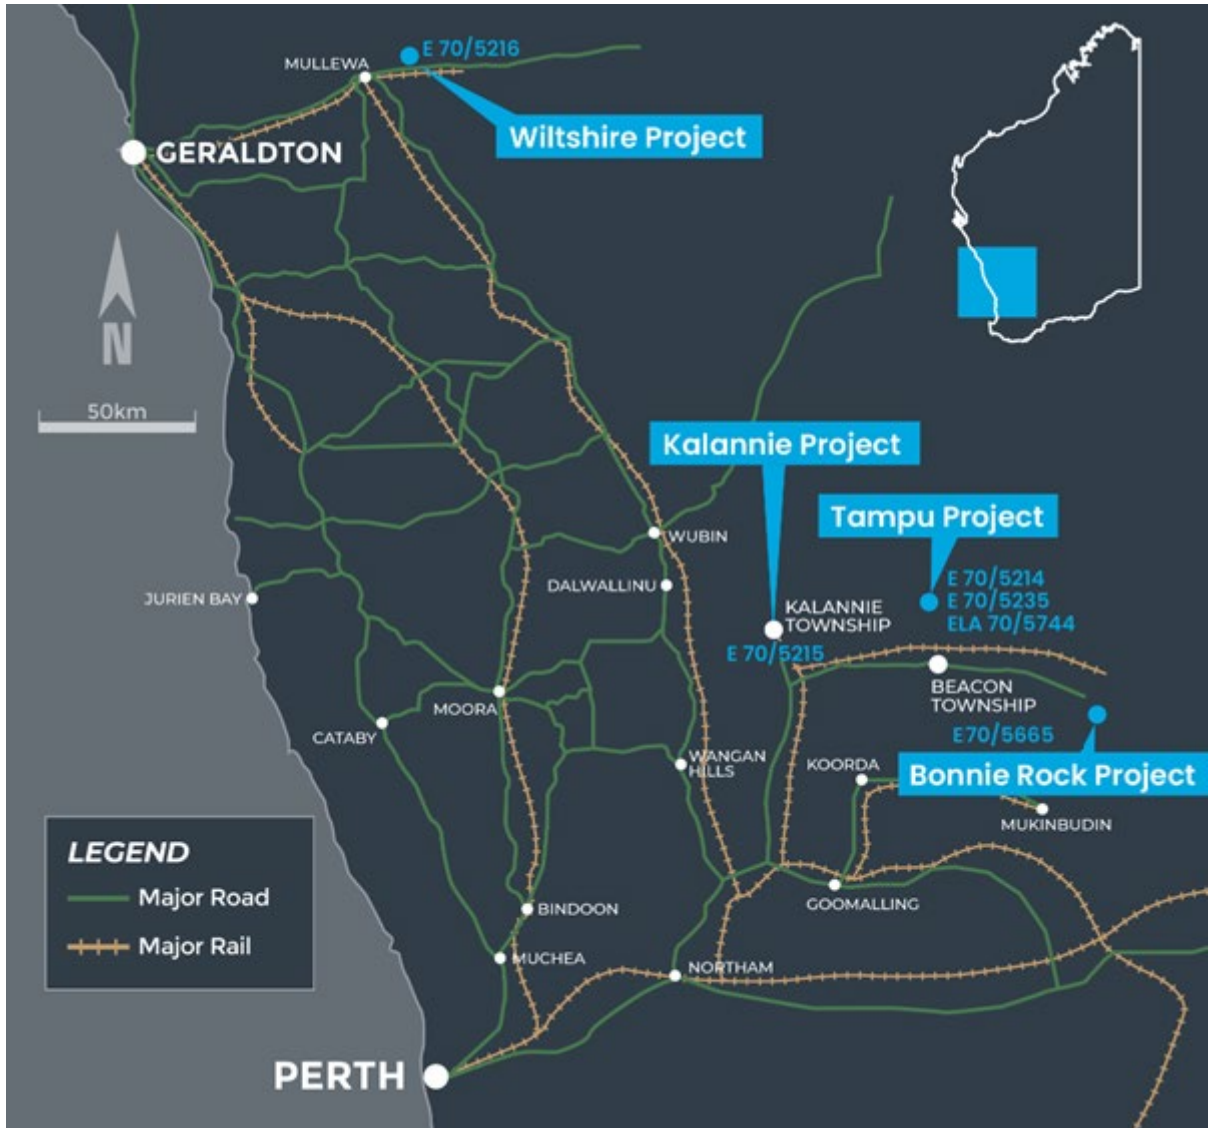 E 70/5216
MULLEWA
Wiltshire Project
GERALDTON
N
50km
Kalannie Project
Tampu Project
WUBIN
DALWALLINU
E 70/5214
E 70/5235
ELA 70/5744
JURIEN BAY
KALANNIE
TOWNSHIP
E 70/5215
BEACON
TOWNSHIP
MOORA
CATABY
E70/5665
WANGAN
HILLS
KOORDA
Bonnie Rock Project
MUKINBUDIN
LEGEND
Major Road
Major Rail
GOOMALLING
BINDOON
MUCHEA
NORTHAM
PERTH